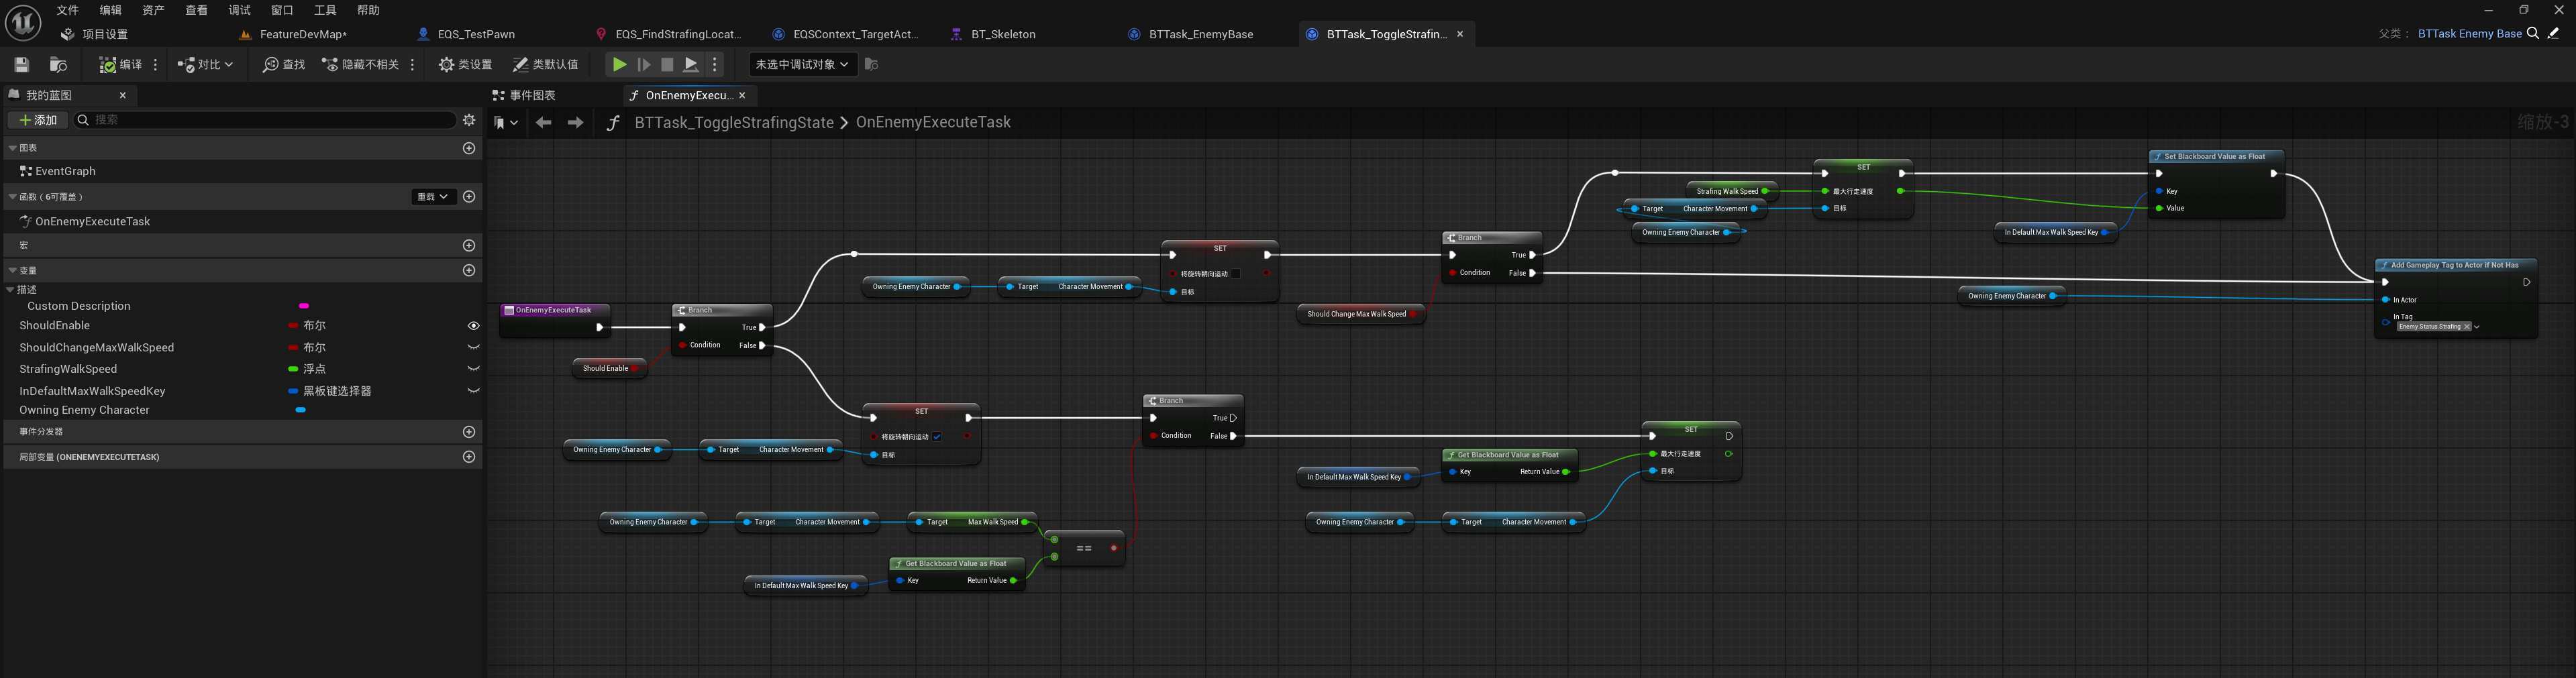 文件 编辑 资产 查看 调试 窗口 工具 帮助
项目设置 FeatureDevMap* EQS_TestPawn EQS_FindStrafingLocat... EQSContext_TargetAct... BT_Skeleton BTTask_EnemyBase BTTask_ToggleStrafin... 父类： BTTask Enemy Base
编译 对比 查找 隐藏不相关 类设置 类默认值 未选中调试对象
我的蓝图 事件图表 OnEnemyExecu...
添加 搜索
BTTask_ToggleStrafingState > OnEnemyExecuteTask 缩放-3
图表
EventGraph
函数（6可覆盖） 重载
OnEnemyExecuteTask
宏
变量
描述
Custom Description
ShouldEnable 布尔
ShouldChangeMaxWalkSpeed 布尔
StrafingWalkSpeed 浮点
InDefaultMaxWalkSpeedKey 黑板键选择器
Owning Enemy Character
事件分发器
局部变量 (ONENEMYEXECUTETASK)
OnEnemyExecuteTask
Branch
True
Condition False
Should Enable
Owning Enemy Character
Target Character Movement
SET
将旋转朝向运动
目标
Branch
True
Condition False
Should Change Max Walk Speed
Strafing Walk Speed
Target Character Movement
Owning Enemy Character
SET
最大行走速度
目标
In Default Max Walk Speed Key
Set Blackboard Value as Float
Key
Value
Owning Enemy Character
Add Gameplay Tag to Actor if Not Has
In Actor
In Tag
Enemy.Status.Strafing
Owning Enemy Character
Target Character Movement
SET
将旋转朝向运动
目标
Owning Enemy Character
Target Character Movement
Target Max Walk Speed
In Default Max Walk Speed Key
Get Blackboard Value as Float
Key Return Value
==
Branch
True
Condition False
In Default Max Walk Speed Key
Get Blackboard Value as Float
Key Return Value
Owning Enemy Character
Target Character Movement
SET
最大行走速度
目标